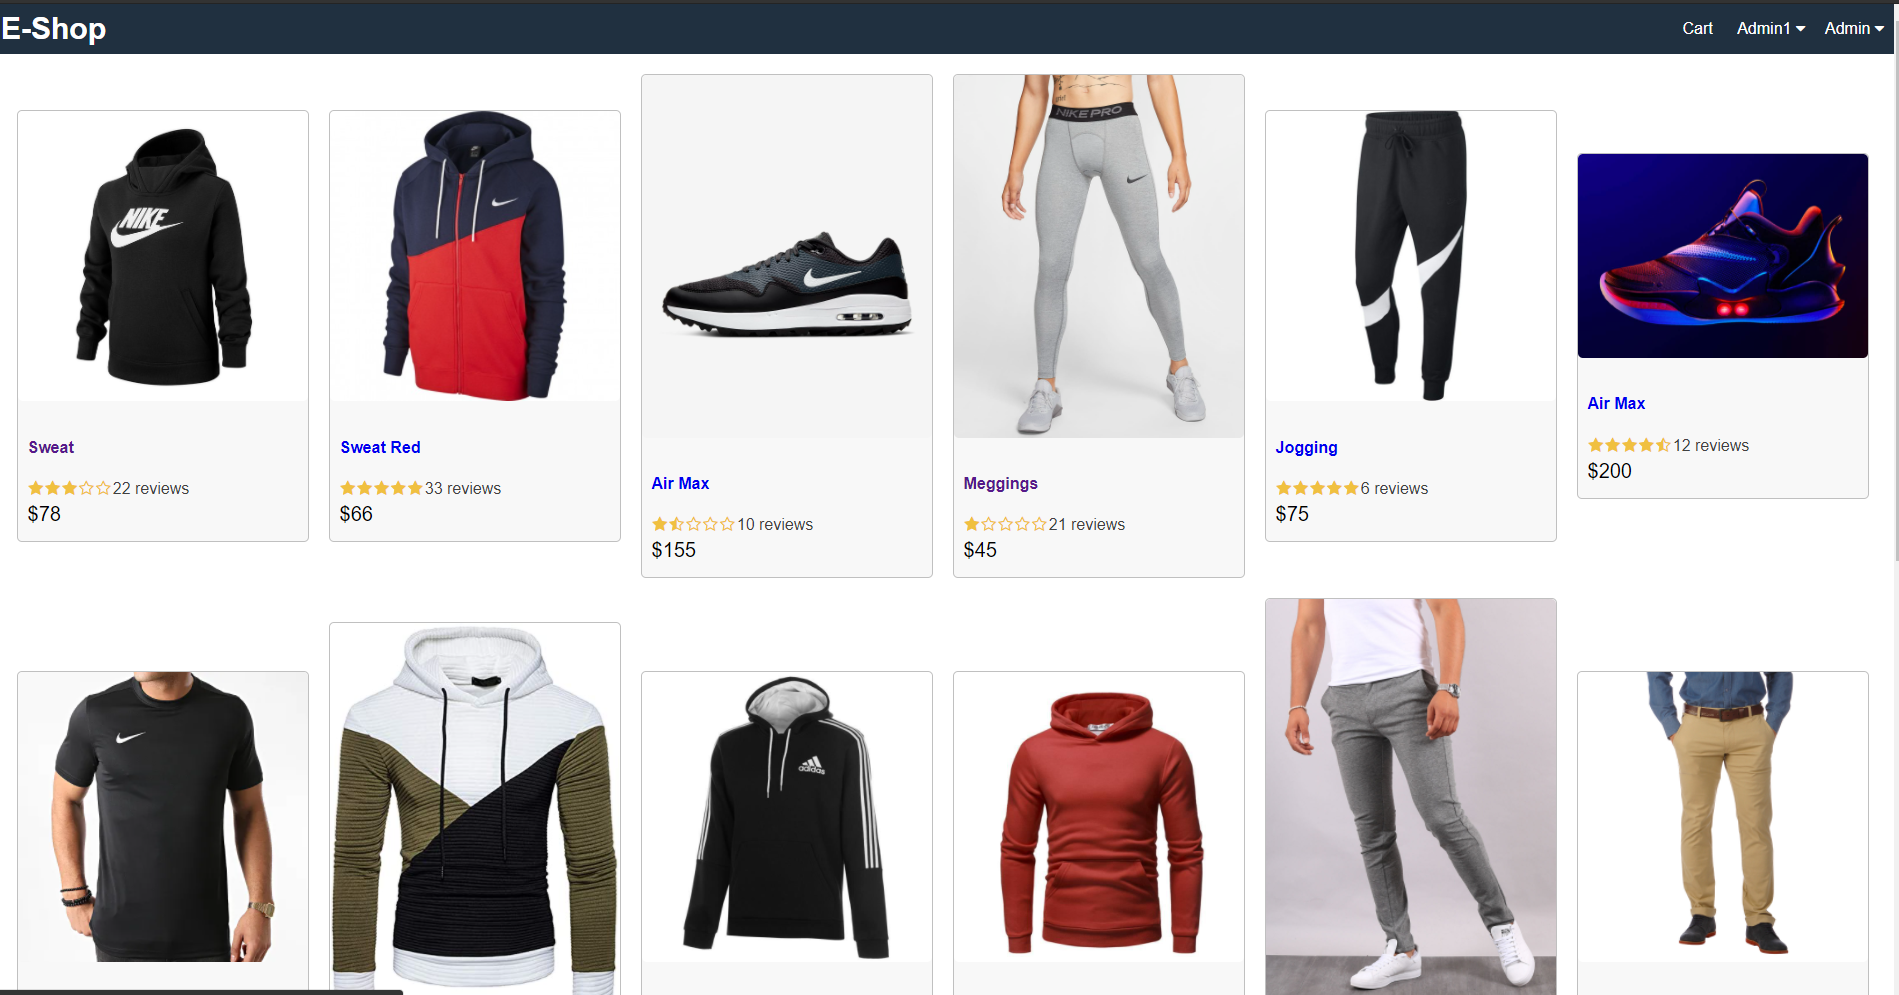 E-Shop
Cart Admin1 Admin
NIKE
NIKE PRO
Sweat
22 reviews
$78
Sweat Red
33 reviews
$66
Air Max
10 reviews
$155
Meggings
21 reviews
$45
Jogging
6 reviews
$75
Air Max
12 reviews
$200
adidas